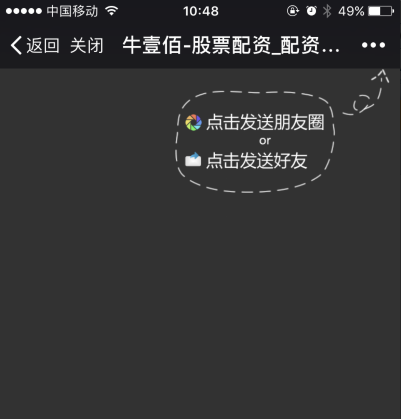 中国移动 10:48 49%
返回 关闭 牛壹佰-股票配资_配资...
点击发送朋友圈
or
点击发送好友